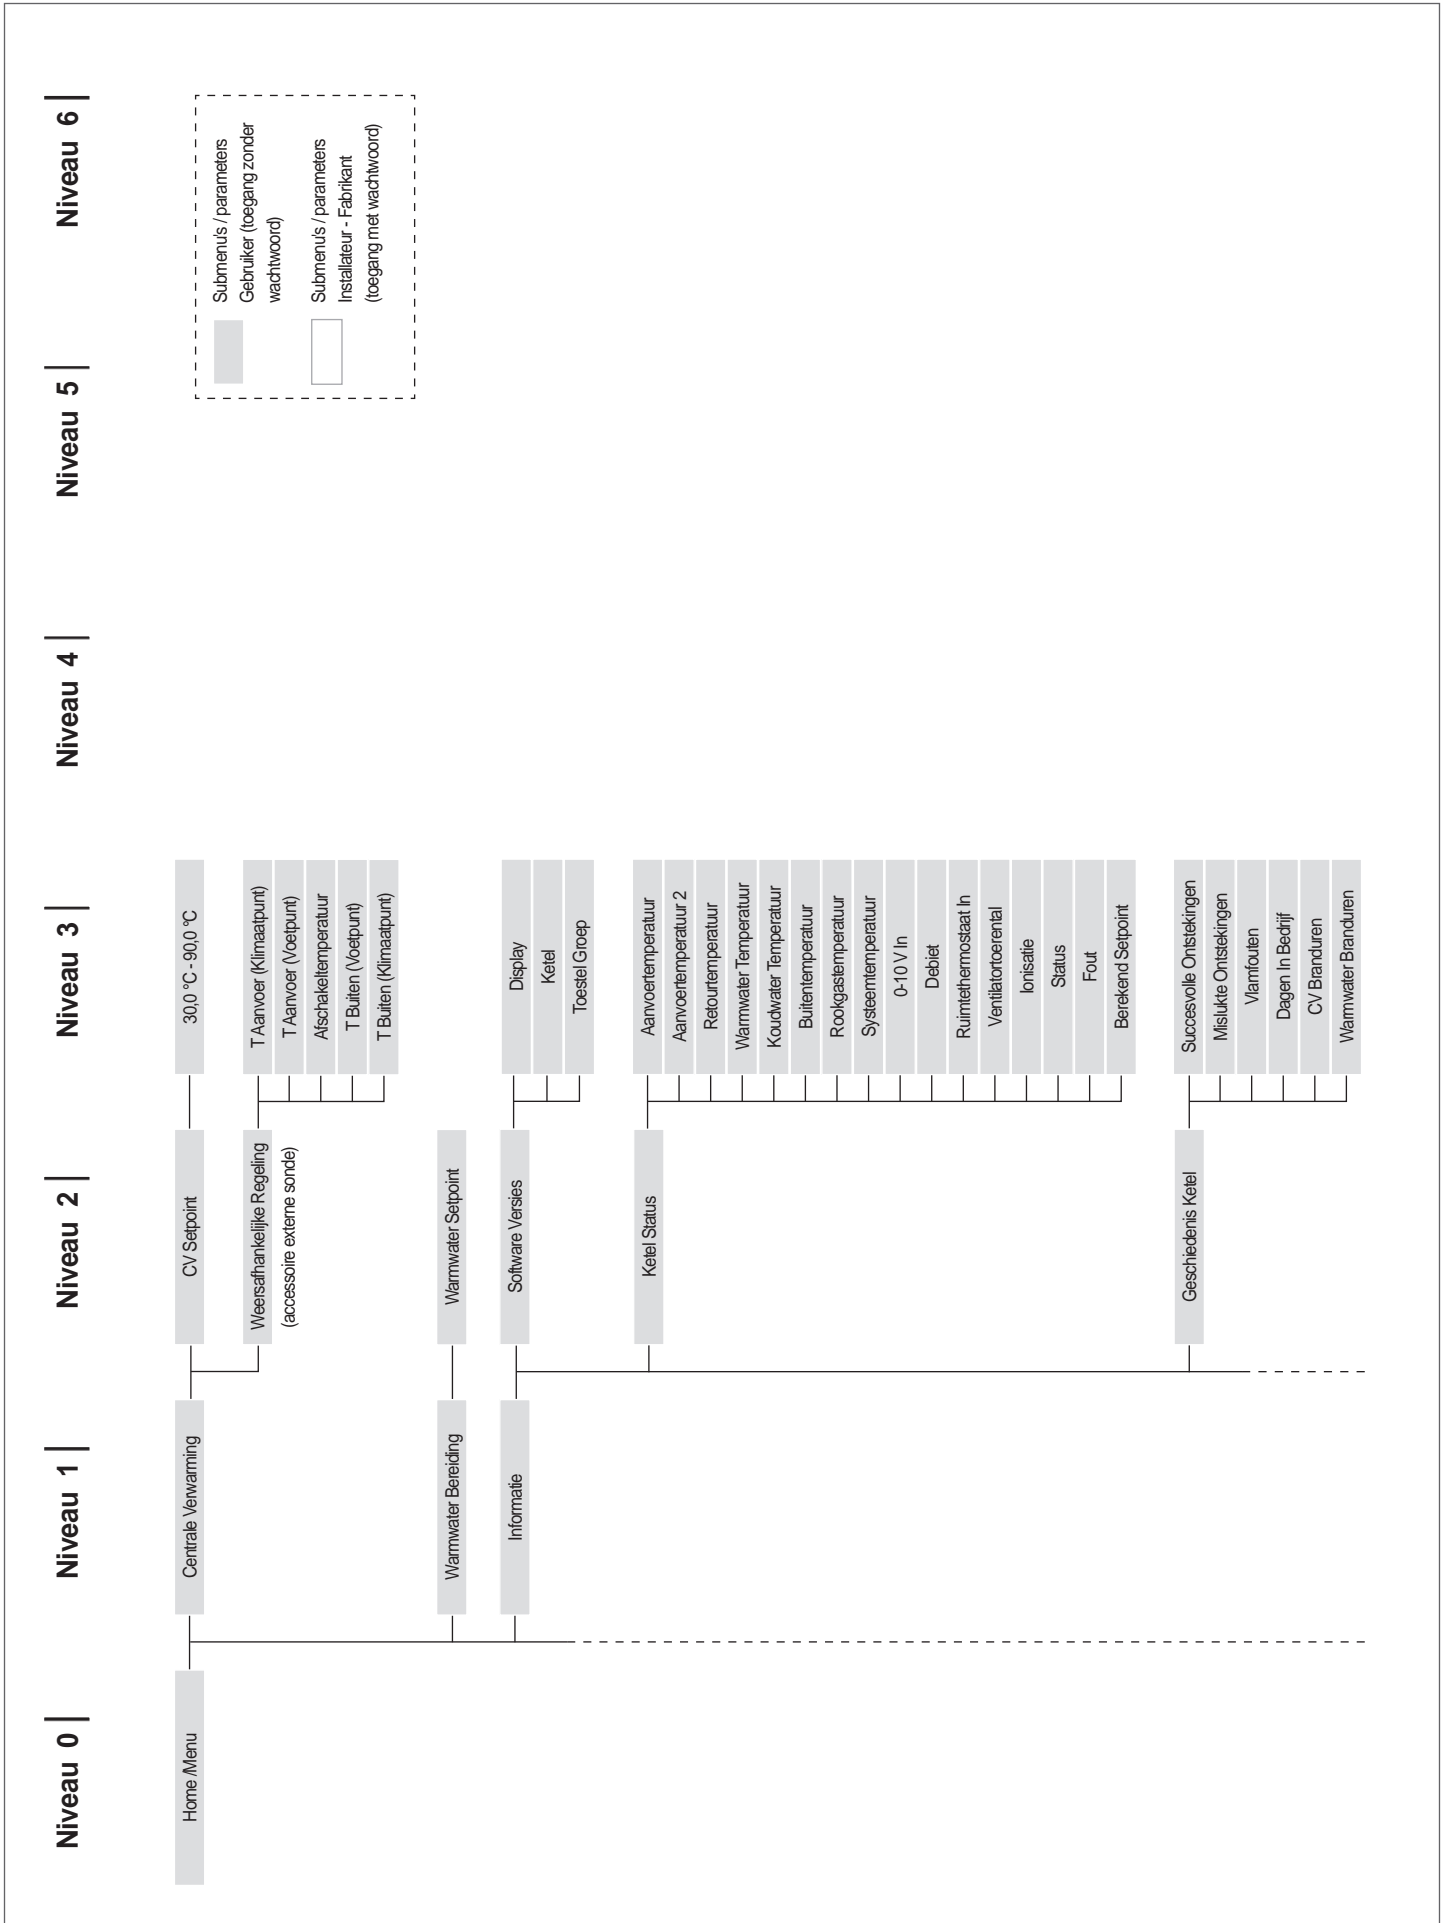 Niveau 0
Niveau 1
Niveau 2
Niveau 3
Niveau 4
Niveau 5
Niveau 6
Submenu's / parameters
Gebruiker (toegang zonder
wachtwoord)
Submenu's / parameters
Installateur - Fabrikant
(toegang met wachtwoord)
Home /Menu
Centrale Verwarming
CV Setpoint
30,0 °C - 90,0 °C
Weersafhankelijke Regeling
(accessoire externe sonde)
T Aanvoer (Klimaatpunt)
T Aanvoer (Voetpunt)
Afschakeltemperatuur
T Buiten (Voetpunt)
T Buiten (Klimaatpunt)
Warmwater Bereiding
Warmwater Setpoint
Informatie
Software Versies
Display
Ketel
Toestel Groep
Ketel Status
Aanvoertemperatuur
Aanvoertemperatuur 2
Retourtemperatuur
Warmwater Temperatuur
Koudwater Temperatuur
Buitentemperatuur
Rookgastemperatuur
Systeemtemperatuur
0-10 V In
Debiet
Ruimtethermostaat In
Ventilatortoerental
Ionisatie
Status
Fout
Berekend Setpoint
Geschiedenis Ketel
Succesvolle Ontstekingen
Mislukte Ontstekingen
Vlamfouten
Dagen In Bedrijf
CV Branduren
Warmwater Branduren